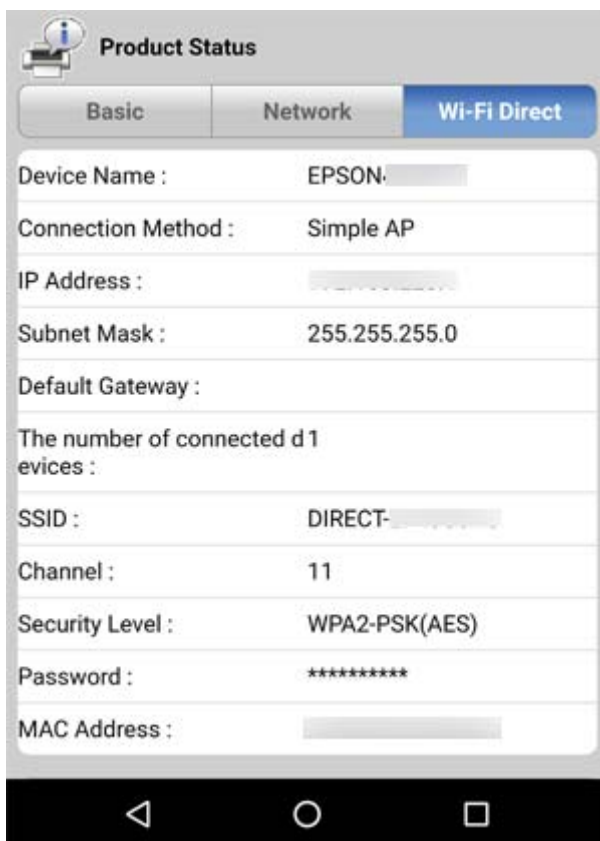 Product Status
Basic Network Wi-Fi Direct
Device Name : EPSON
Connection Method : Simple AP
IP Address :
Subnet Mask : 255.255.255.0
Default Gateway :
The number of connected d 1
evices :
SSID : DIRECT-
Channel : 11
Security Level : WPA2-PSK(AES)
Password : **********
MAC Address :